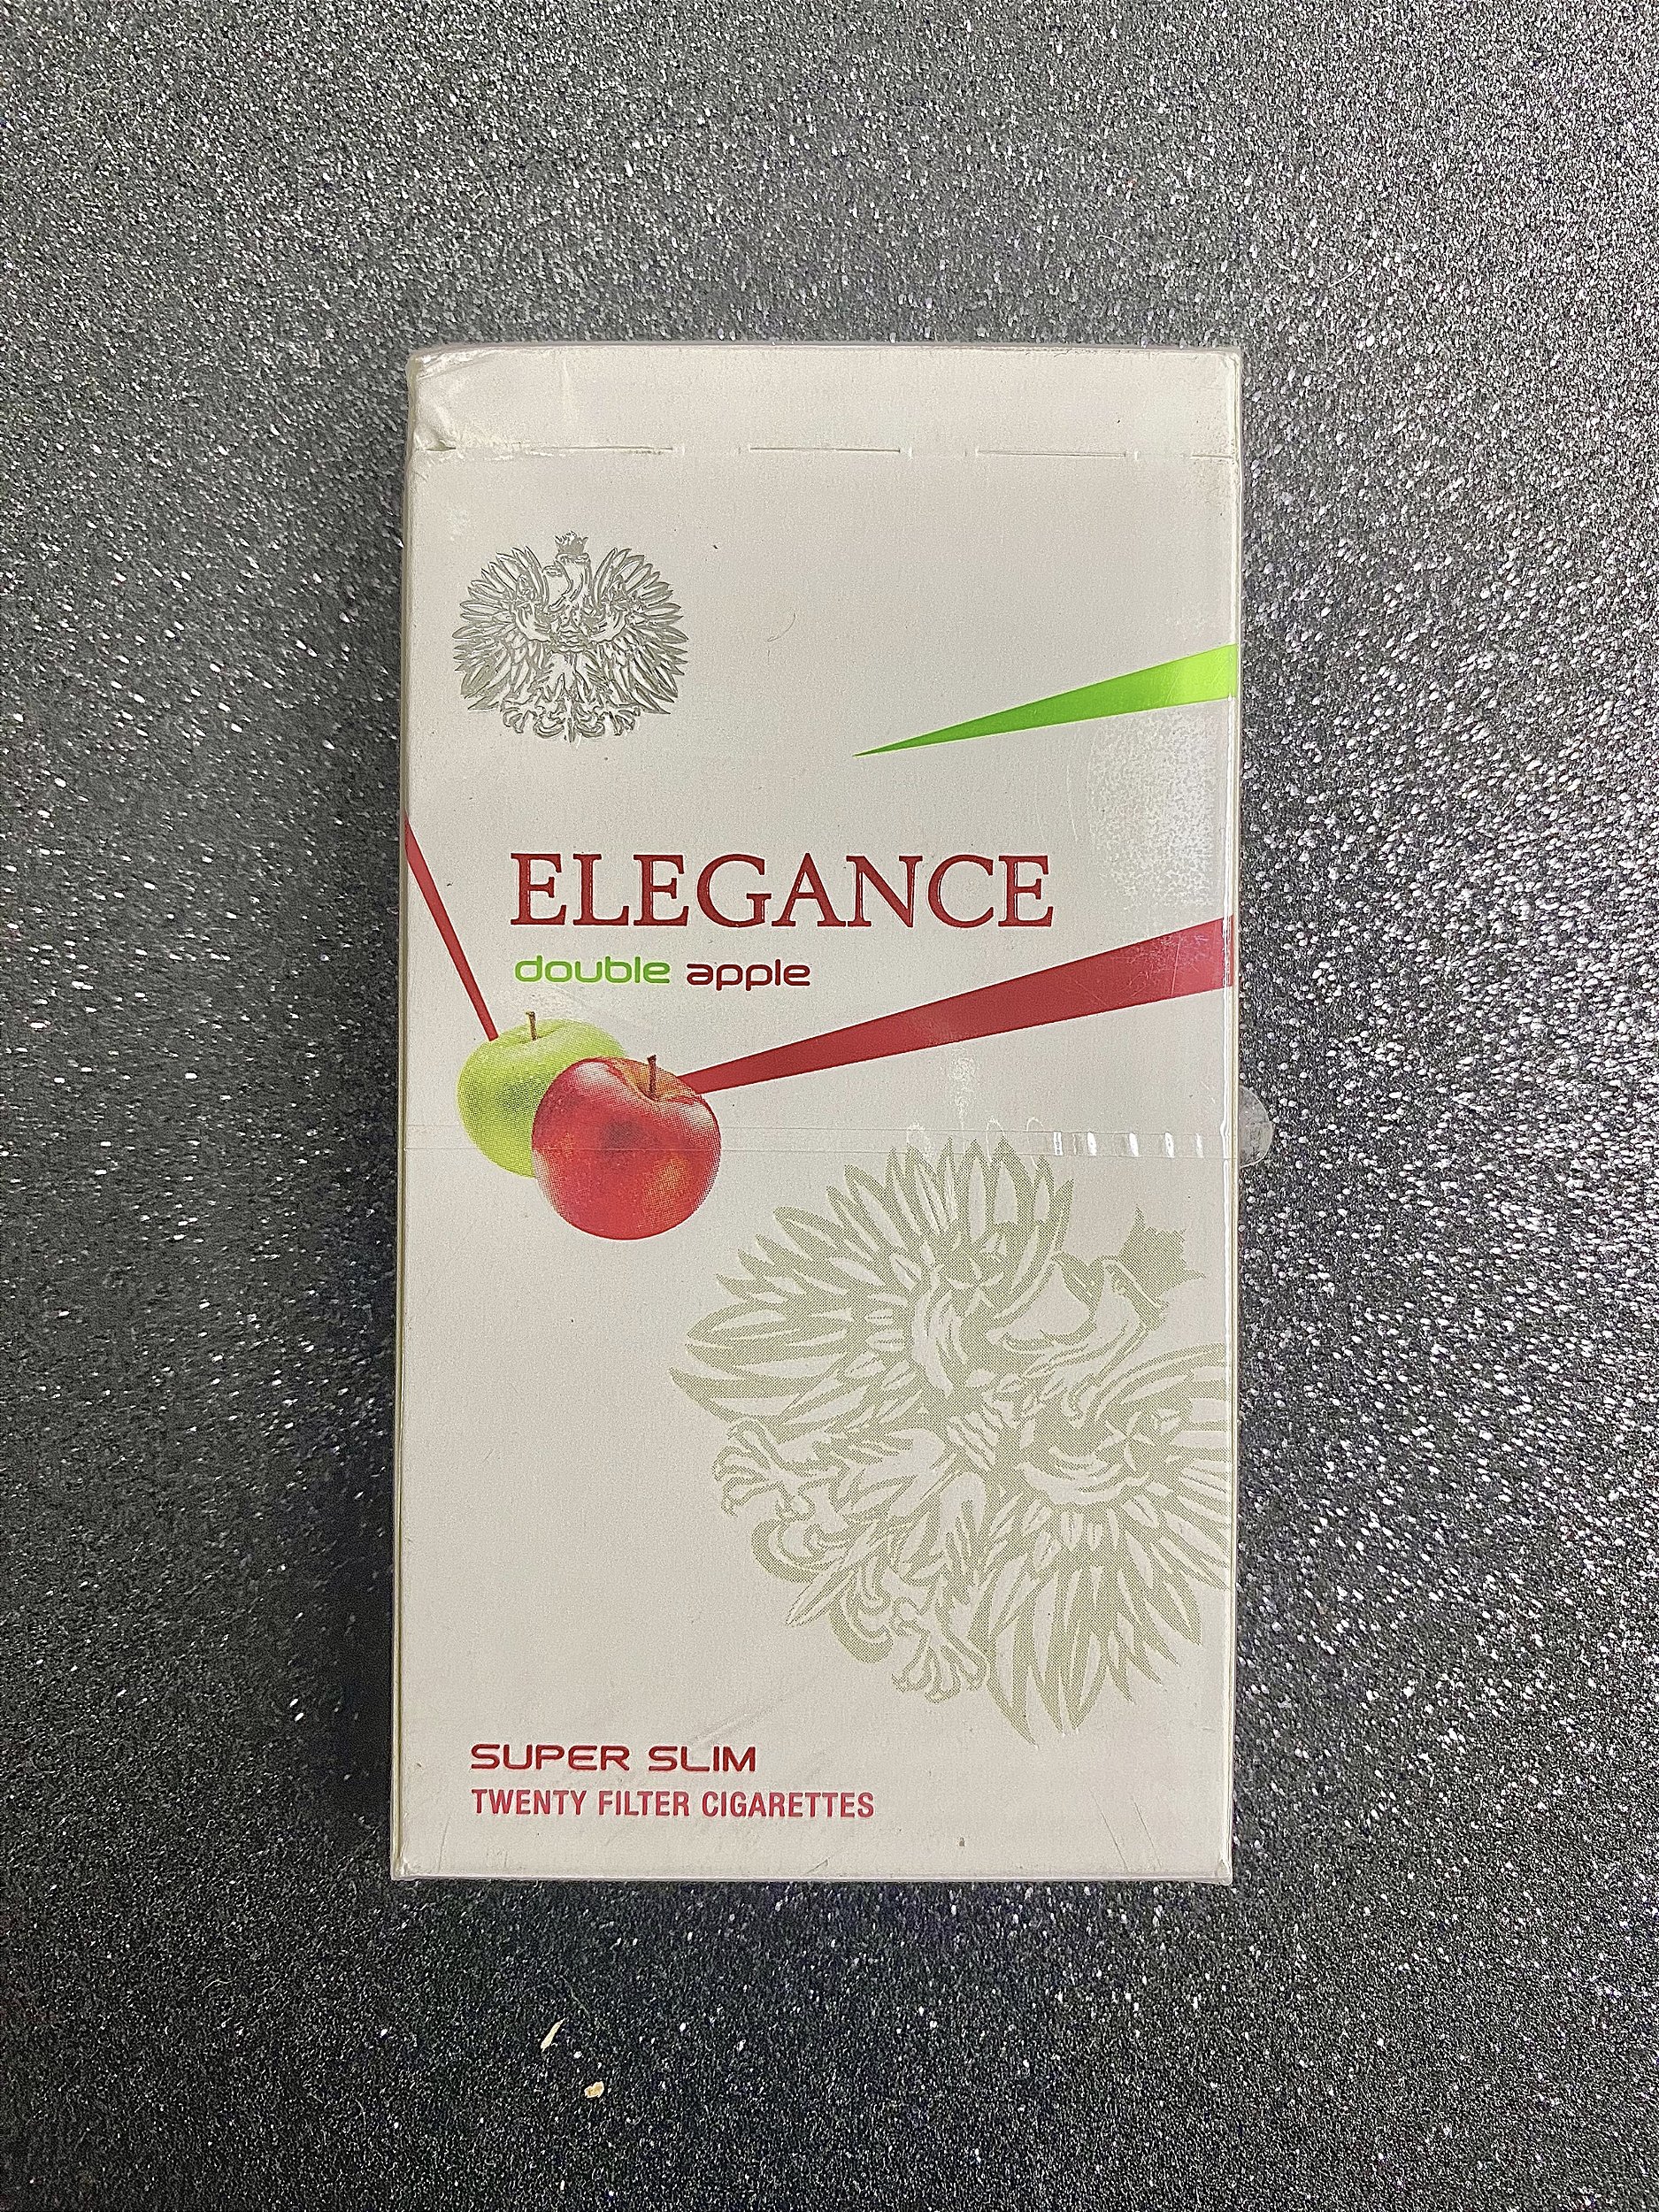 ELEGANCE
double apple
SUPER SLIM
TWENTY FILTER CIGARETTES